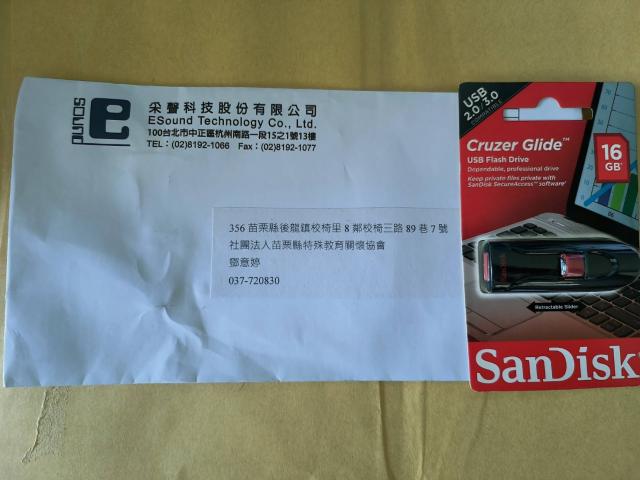 Sound
e
采聲科技股份有限公司
ESound Technology Co., Ltd.
100台北市中正區杭州南路一段15之1號13樓
TEL：(02)8192-1066 Fax：(02)8192-1077
356 苗栗縣後龍鎮校椅里 8 鄰校椅三路 89 巷 7 號
社團法人苗栗縣特殊教育關懷協會
鄧意婷
037-720830
USB
2.0/3.0
COMPATIBLE
Cruzer Glide™
USB Flash Drive
Dependable, professional drive
Keep private files private with
SanDisk SecureAccess™ software
16
GB
Retractable Slider
SanDisk